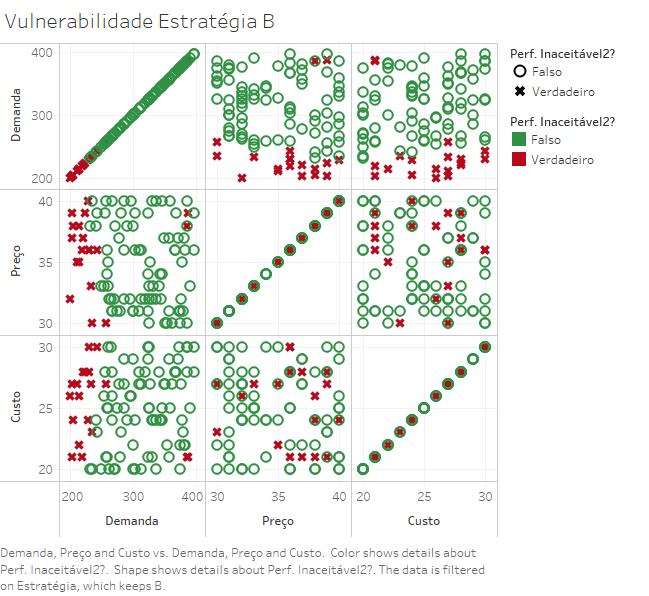 Vulnerabilidade Estratégia B
400
Demanda
300
200
40
Preço
35
30
30
Custo
25
20
200
300
400
30
35
40
20
25
30
Demanda
Preço
Custo
Perf. Inaceitável2?
Falso
Verdadeiro
Perf. Inaceitável2?
Falso
Verdadeiro
Demanda, Preço and Custo vs. Demanda, Preço and Custo. Color shows details about
Perf. Inaceitável2?. Shape shows details about Perf. Inaceitável2?. The data is filtered
on Estratégia, which keeps B.